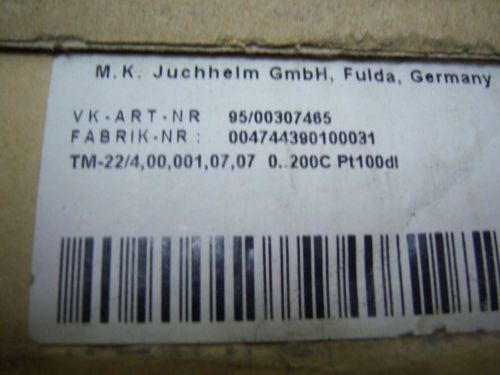 M.K. Juchheim GmbH, Fulda, Germany
VK-ART-NR 95/00307465
FABRIK-NR: 004744390100031
TM-22/4,00,001,07,07 0..200C Pt100dl